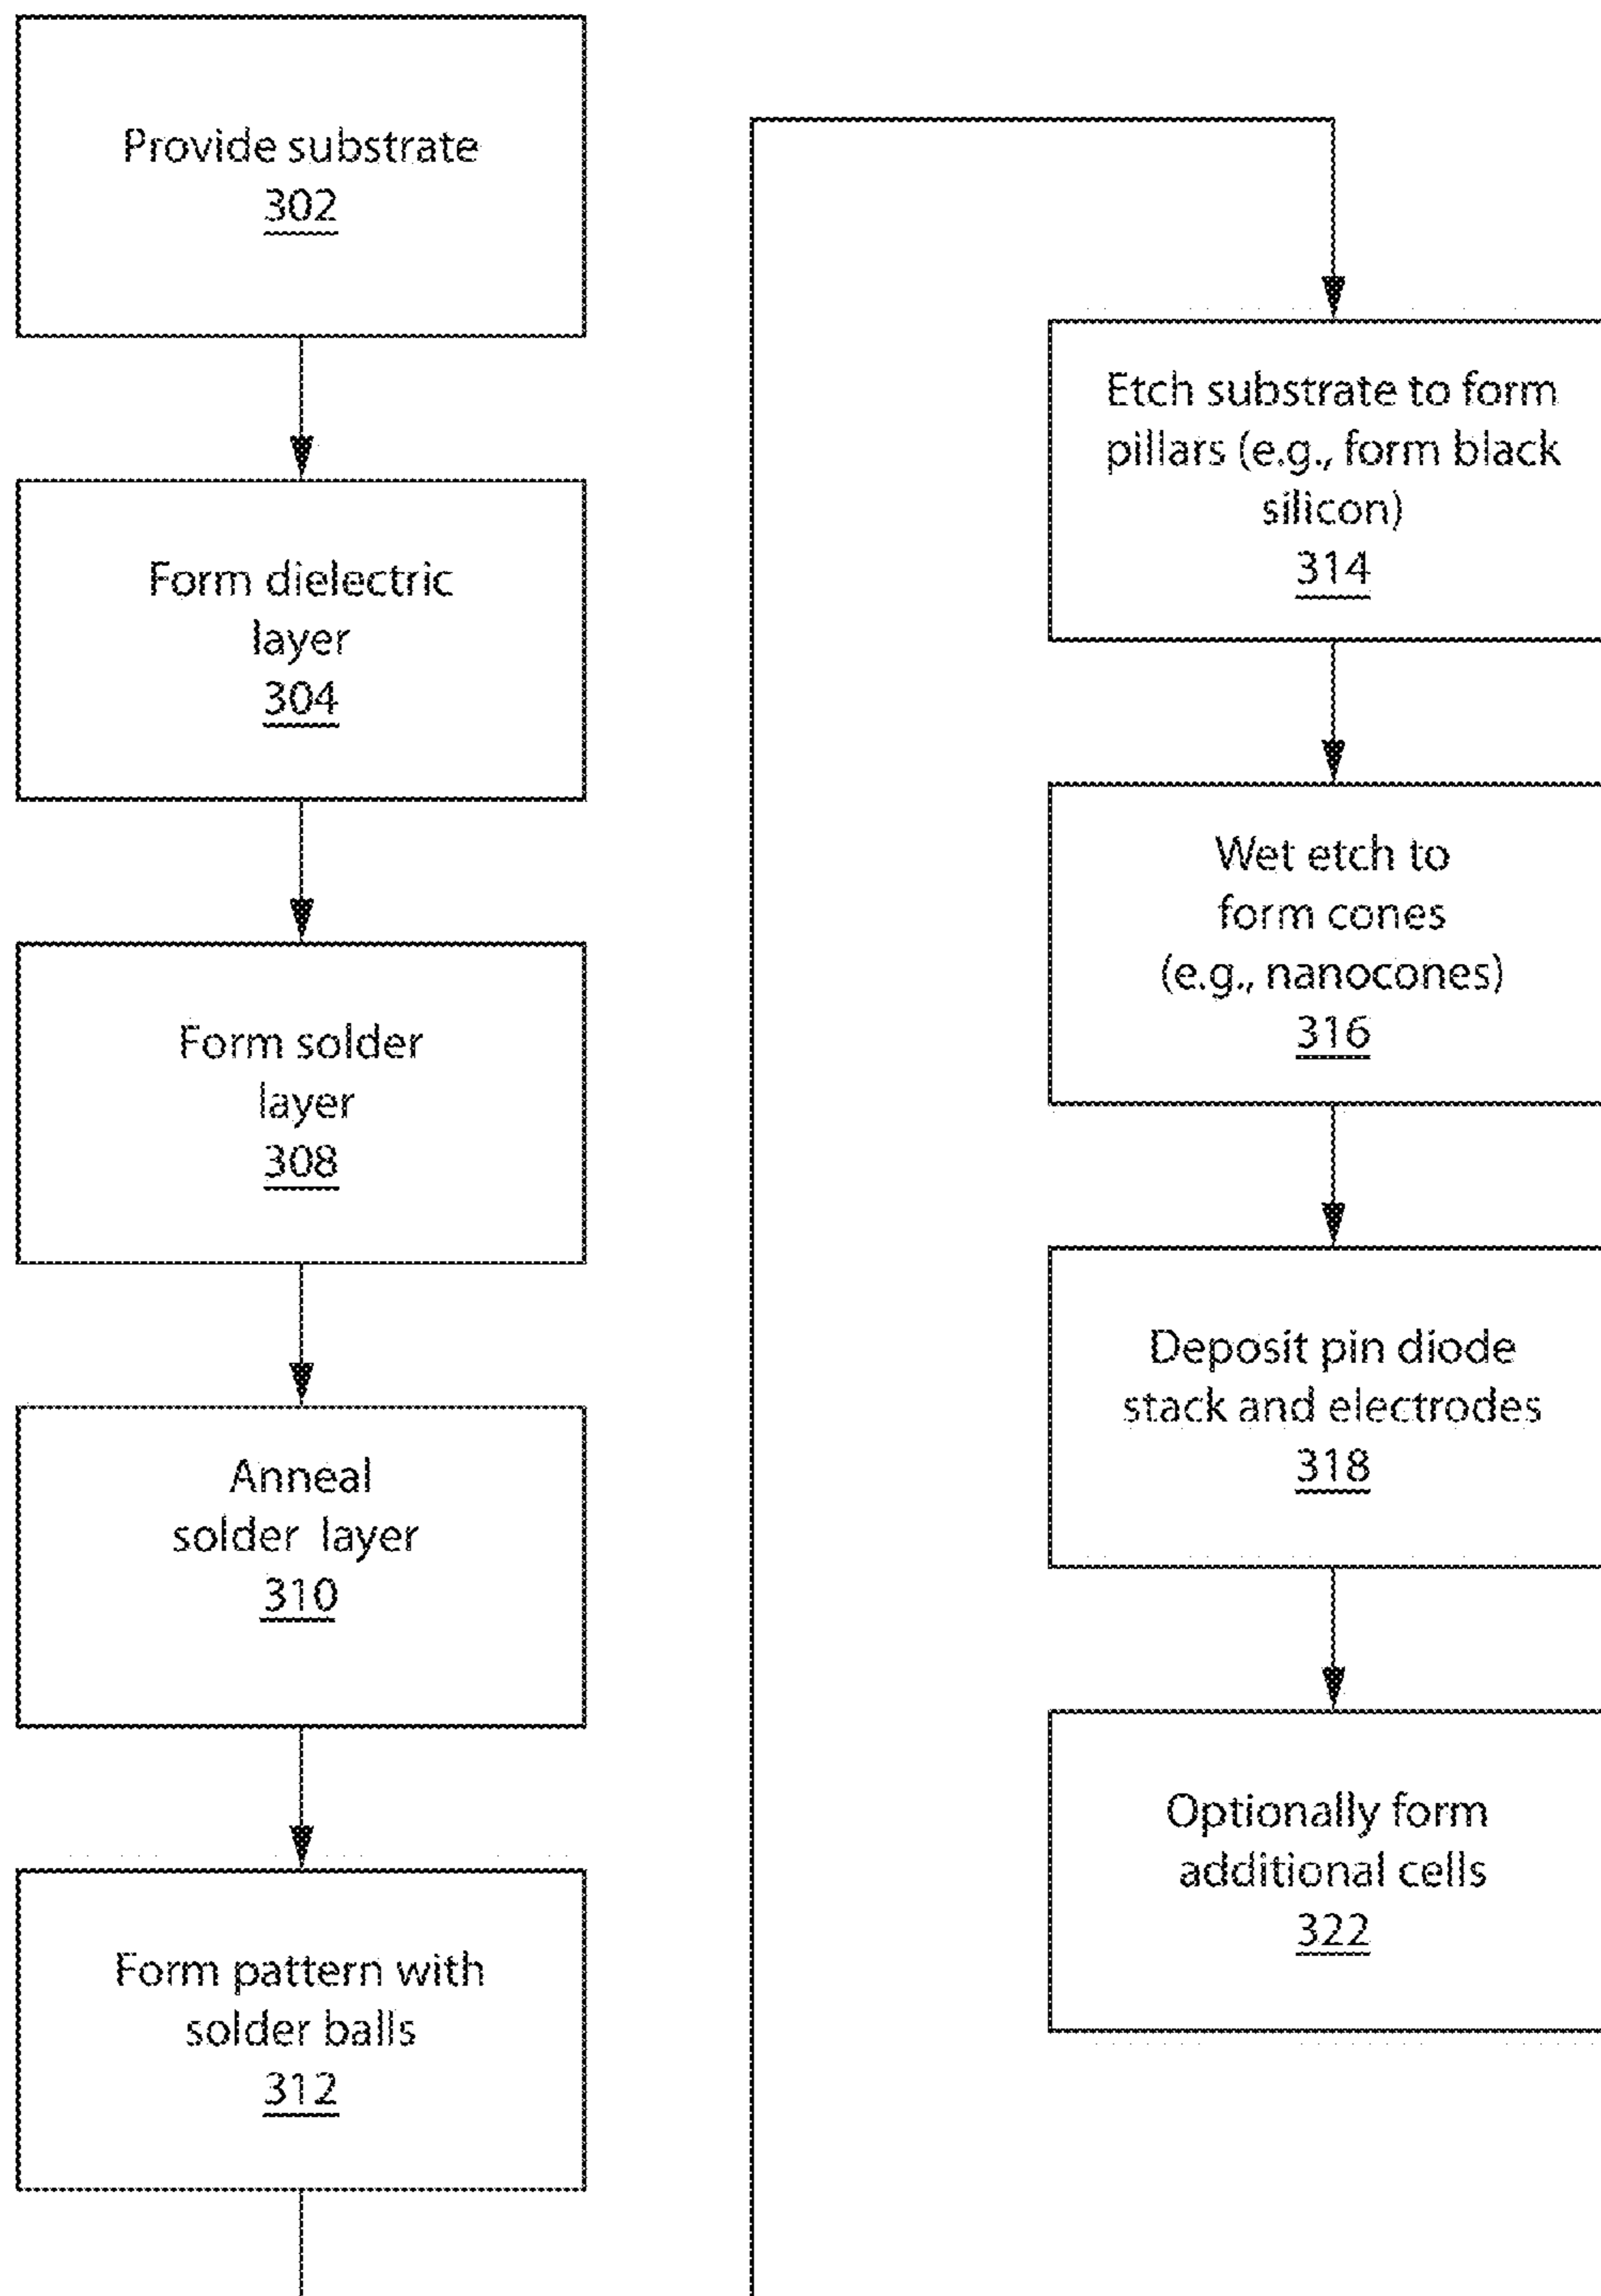 Provide substrate
302
Form dielectric
layer
304
Form solder
layer
308
Anneal
solder layer
310
Form pattern with
solder balls
312
Etch substrate to form
pillars (e.g., form black
silicon)
314
Wet etch to
form cones
(e.g., nanocones)
316
Deposit pin diode
stack and electrodes
318
Optionally form
additional cells
322